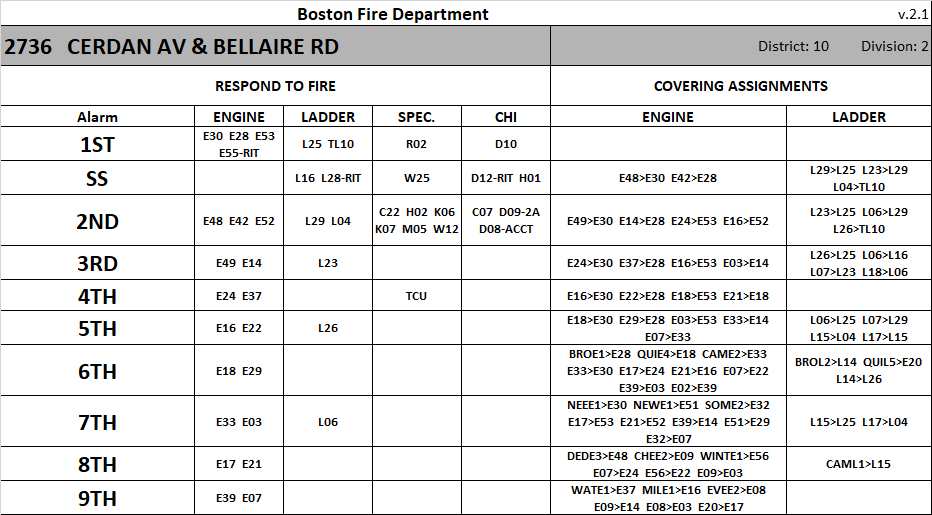 Boston Fire Department v.2.1
2736 CERDAN AV & BELLAIRE RD District: 10 Division: 2
RESPOND TO FIRE COVERING ASSIGNMENTS
Alarm ENGINE LADDER SPEC. CHI ENGINE LADDER
1ST E30 E28 E53 L25 TL10 R02 D10
E55-RIT
SS L16 L28-RIT W25 D12-RIT H01 E48>E30 E42>E28 L29>L25 L23>L29
L04>TL10
2ND E48 E42 E52 L29 L04 C22 H02 K06 C07 D09-2A E49>E30 E14>E28 E24>E53 E16>E52 L23>L25 L06>L29
K07 M05 W12 D08-ACCT L26>TL10
3RD E49 E14 L23 E24>E30 E37>E28 E16>E53 E03>E14 L26>L25 L06>L16
L07>L23 L18>L06
4TH E24 E37 TCU E16>E30 E22>E28 E18>E53 E21>E18
5TH E16 E22 L26 E18>E30 E29>E28 E03>E53 E33>E14 L06>L25 L07>L29
E07>E33 L15>L04 L17>L15
6TH E18 E29 BROE1>E28 QUIE4>E18 CAME2>E33 BROL2>L14 QUIL5>E20
E33>E30 E17>E24 E21>E16 E07>E22 L14>L26
E39>E03 E02>E39
7TH E33 E03 L06 NEEE1>E30 NEWE1>E51 SOME2>E32 L15>L25 L17>L04
E17>E53 E21>E52 E39>E14 E51>E29
E32>E07
8TH E17 E21 DEDE3>E48 CHEE2>E09 WINTE1>E56 CAML1>L15
E07>E24 E56>E22 E09>E03
9TH E39 E07 WATE1>E37 MILE1>E16 EVEE2>E08
E09>E14 E08>E03 E20>E17